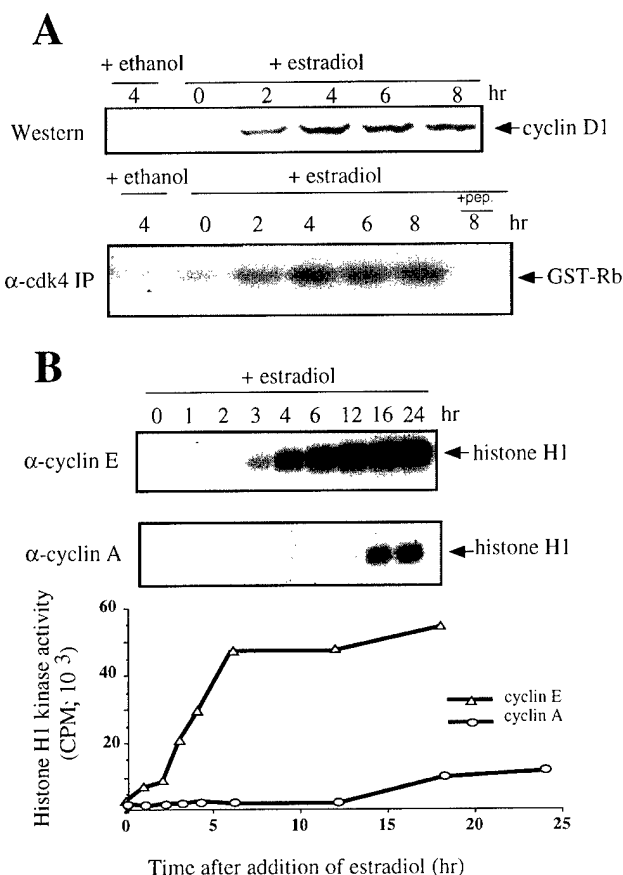 A
+ ethanol + estradiol
4 0 2 4 6 8 hr
Western cyclin D1
+ ethanol + estradiol
+pep.
4 0 2 4 6 8 8 hr
α-cdk4 IP GST-Rb
B
+ estradiol
0 1 2 3 4 6 12 16 24 hr
α-cyclin E histone H1
α-cyclin A histone H1
60
40
20
Histone H1 kinase activity
(CPM; 10 3)
cyclin E
cyclin A
0 5 10 15 20 25
Time after addition of estradiol (hr)